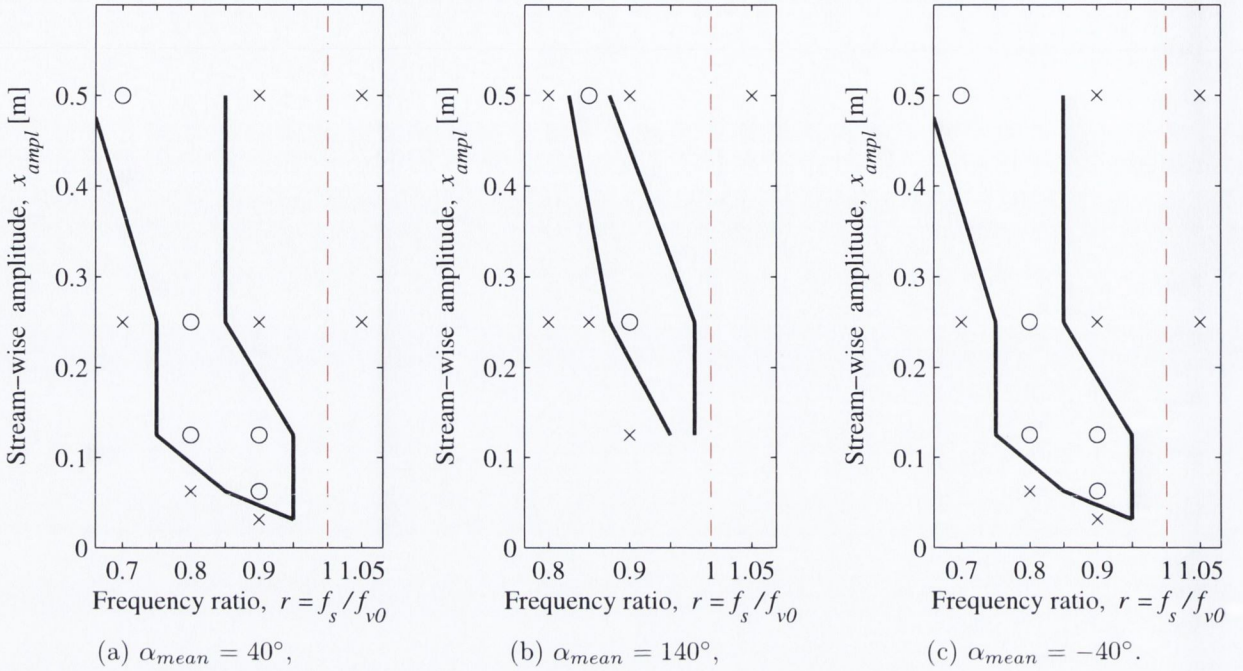 Stream−wise amplitude, x_ampl [m]
0.5
0.4
0.3
0.2
0.1
0
0.7 0.8 0.9 1 1.05
Frequency ratio, r = f_s/f_v0
(a) α_mean = 40°,
Stream−wise amplitude, x_ampl [m]
0.5
0.4
0.3
0.2
0.1
0
0.8 0.9 1 1.05
Frequency ratio, r = f_s/f_v0
(b) α_mean = 140°,
Stream−wise amplitude, x_ampl [m]
0.5
0.4
0.3
0.2
0.1
0
0.7 0.8 0.9 1 1.05
Frequency ratio, r = f_s/f_v0
(c) α_mean = −40°.